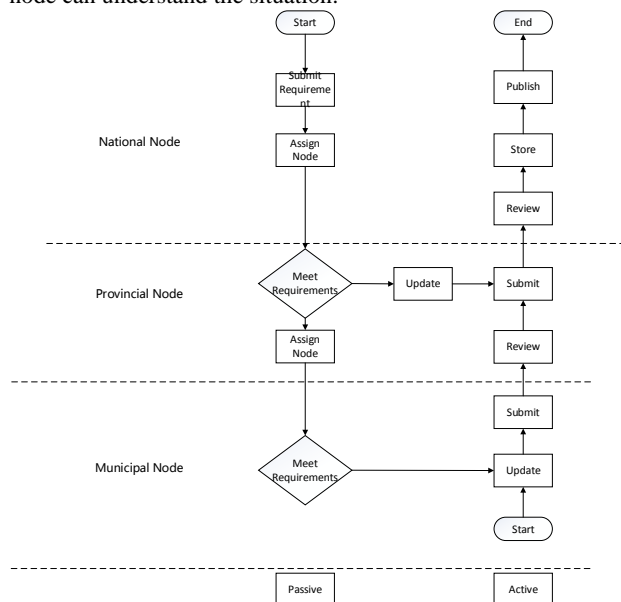 node can understand the situation.
Start
End
Submit
Requireme
nt
Publish
National Node
Assign
Node
Store
Review
Provincial Node
Meet
Requirements
Update
Submit
Assign
Node
Review
Submit
Municipal Node
Meet
Requirements
Update
Start
Passive
Active